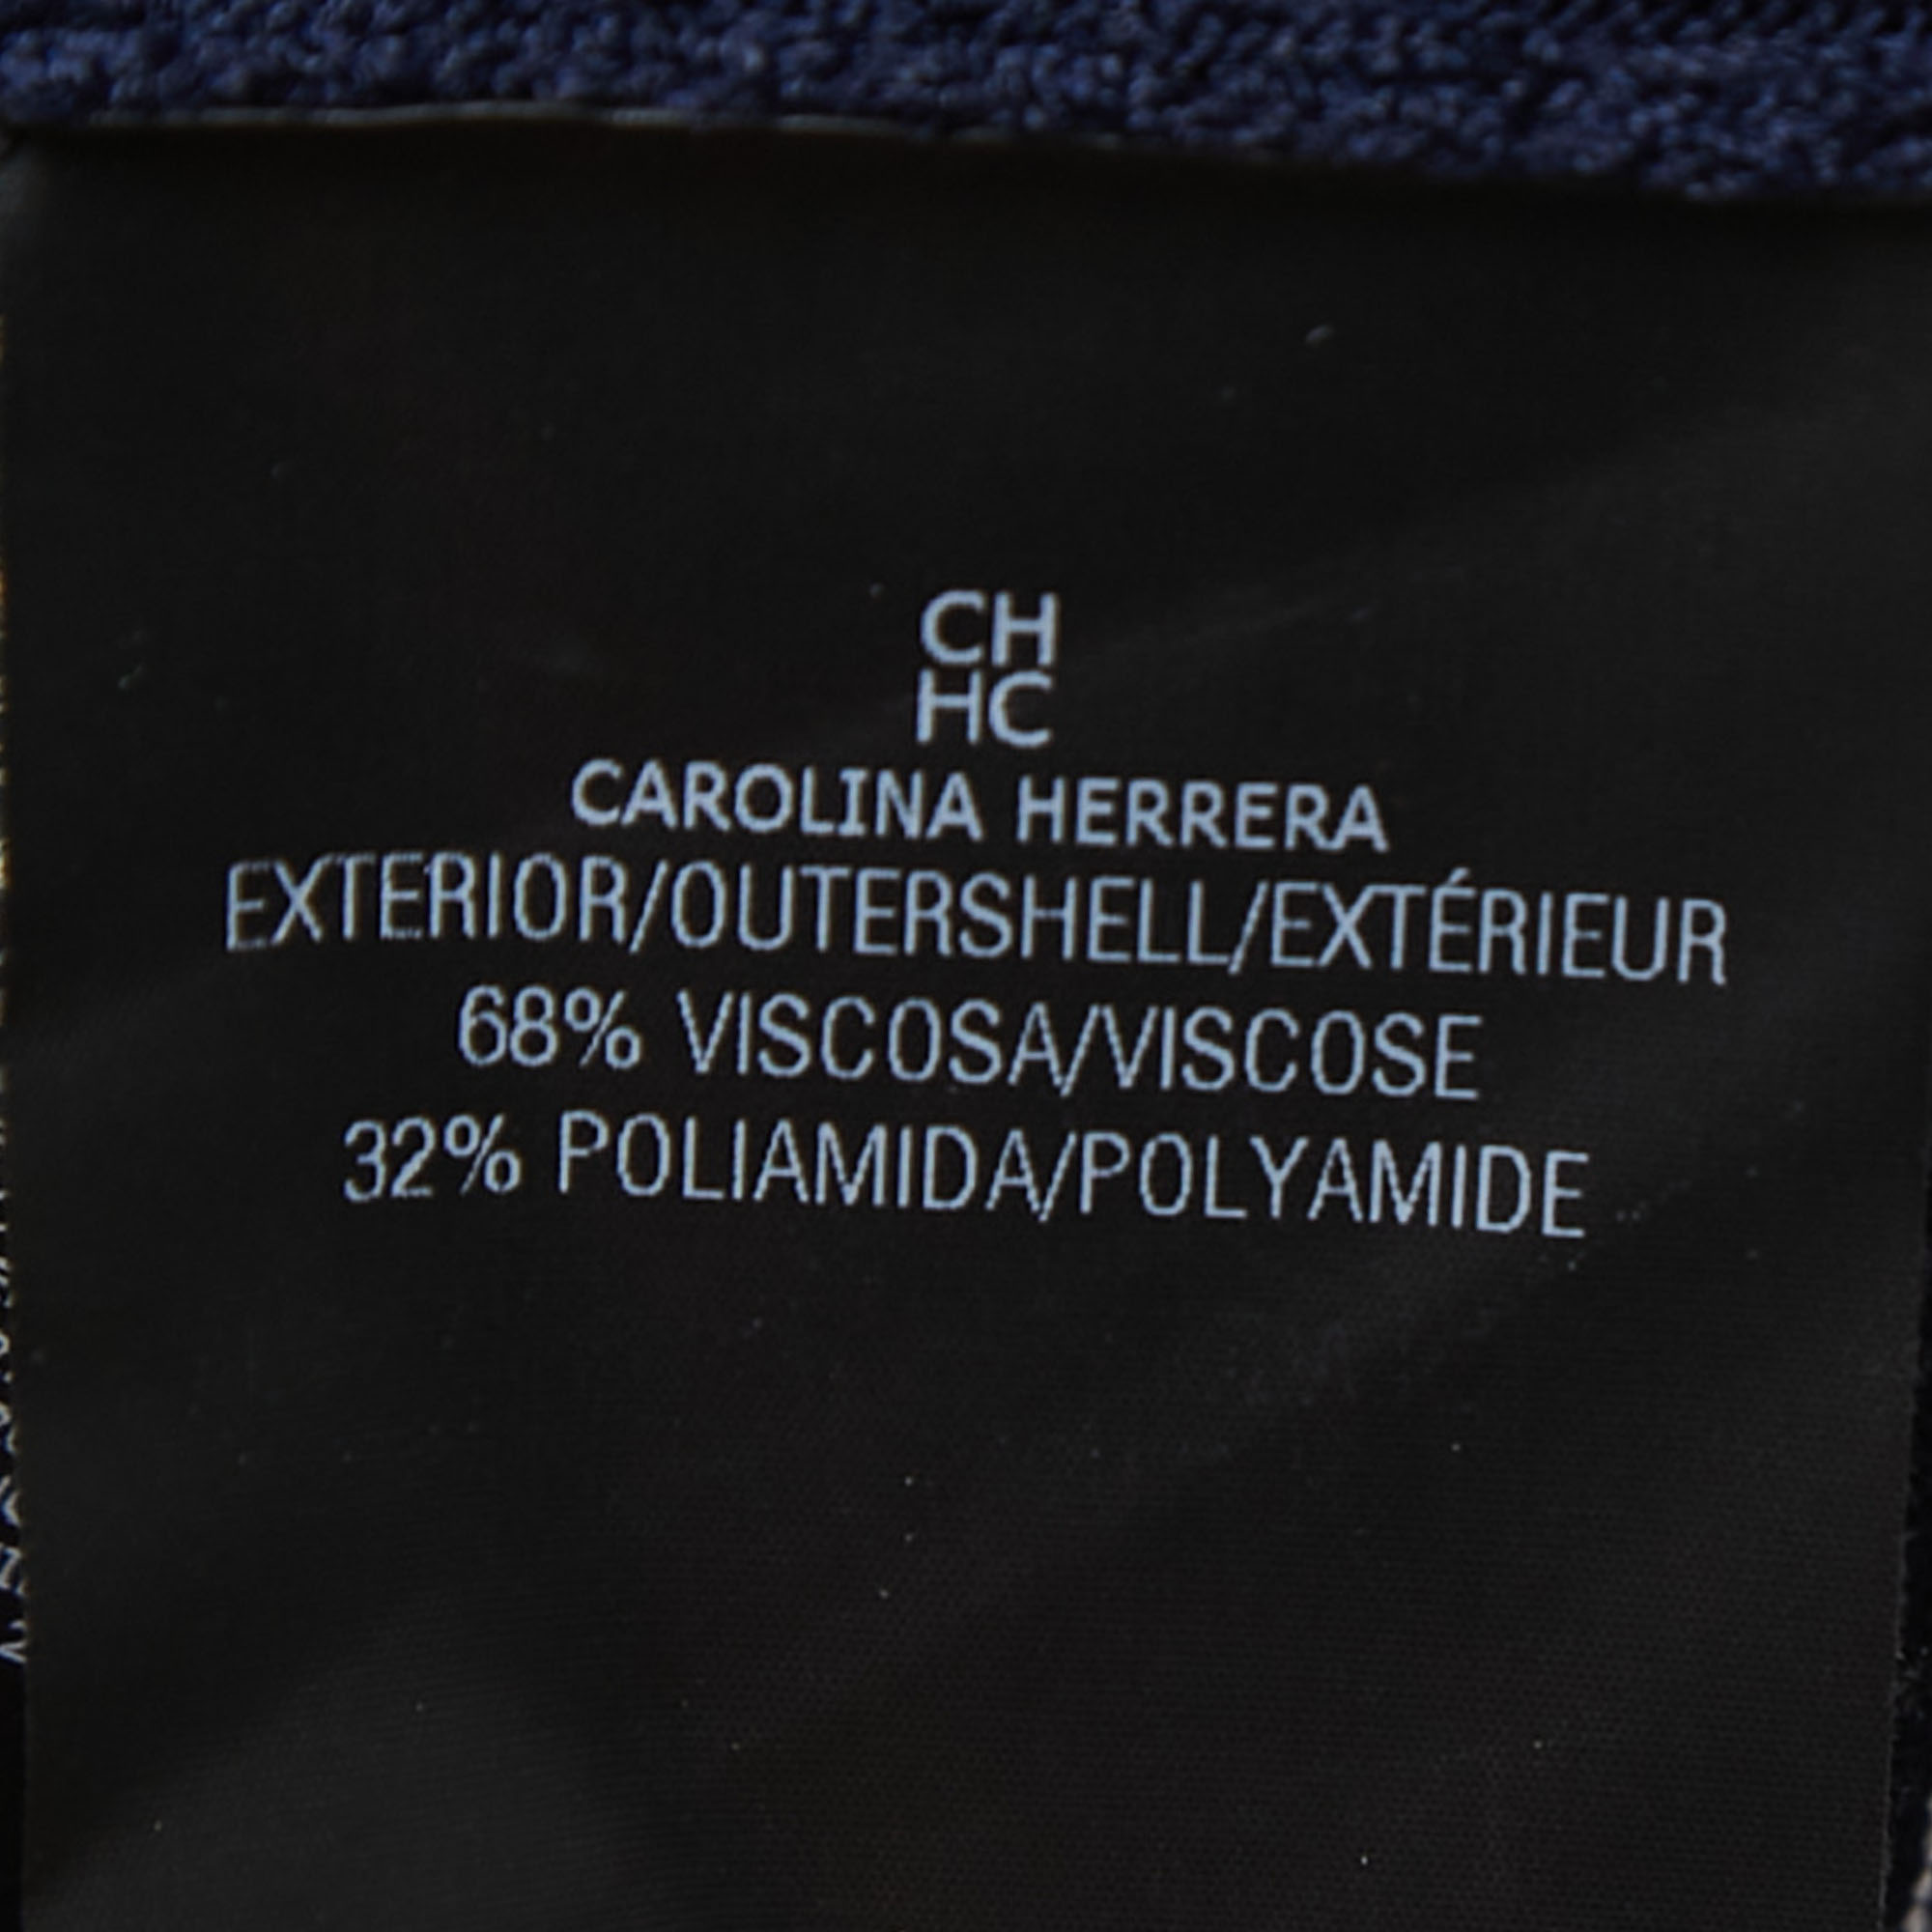 CH
HC
CAROLINA HERRERA
EXTERIOR/OUTERSHELL/EXTÉRIEUR
68% VISCOSA/VISCOSE
32% POLIAMIDA/POLYAMIDE